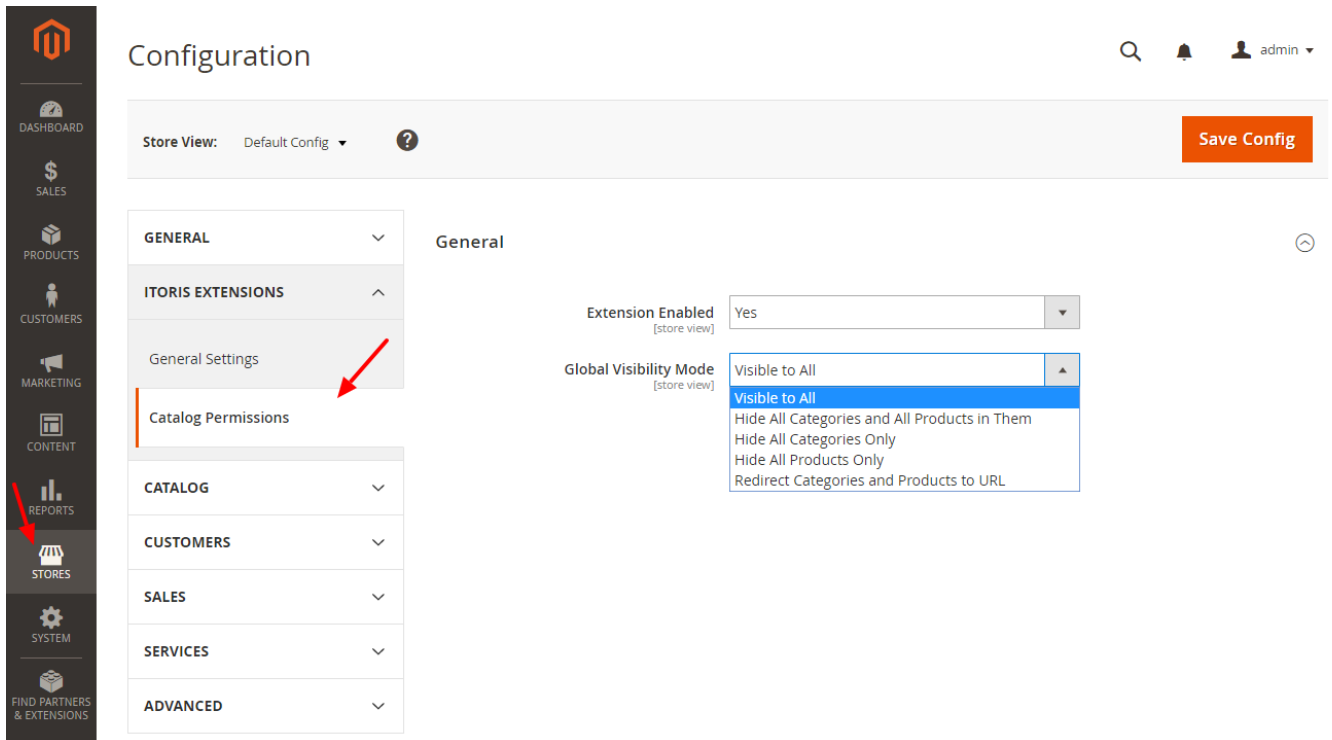 Configuration
admin
DASHBOARD
Store View: Default Config
?
Save Config
$
SALES
PRODUCTS
GENERAL
General
ITORIS EXTENSIONS
CUSTOMERS
Extension Enabled Yes
[store view]
General Settings
Global Visibility Mode Visible to All
[store view]
MARKETING
Visible to All
Catalog Permissions
Hide All Categories and All Products in Them
Hide All Categories Only
CONTENT
Hide All Products Only
Redirect Categories and Products to URL
CATALOG
REPORTS
CUSTOMERS
STORES
SALES
SYSTEM
SERVICES
FIND PARTNERS
& EXTENSIONS
ADVANCED